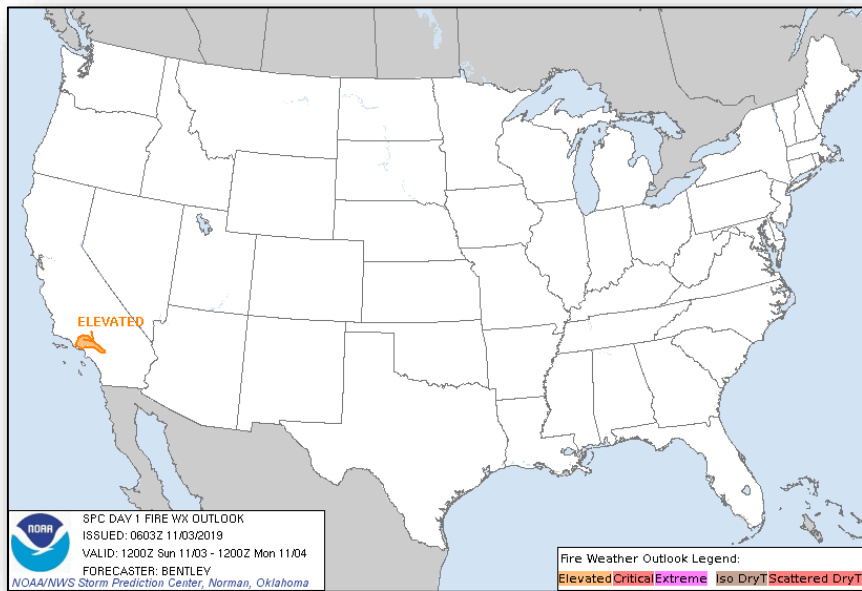 ELEVATED
NOAA
SPC DAY 1 FIRE WX OUTLOOK
ISSUED: 0603Z 11/03/2019
VALID: 1200Z Sun 11/03 - 1200Z Mon 11/04
FORECASTER: BENTLEY
NOAA/NWS Storm Prediction Center, Norman, Oklahoma
Fire Weather Outlook Legend:
Elevated Critical Extreme Iso DryT Scattered DryT